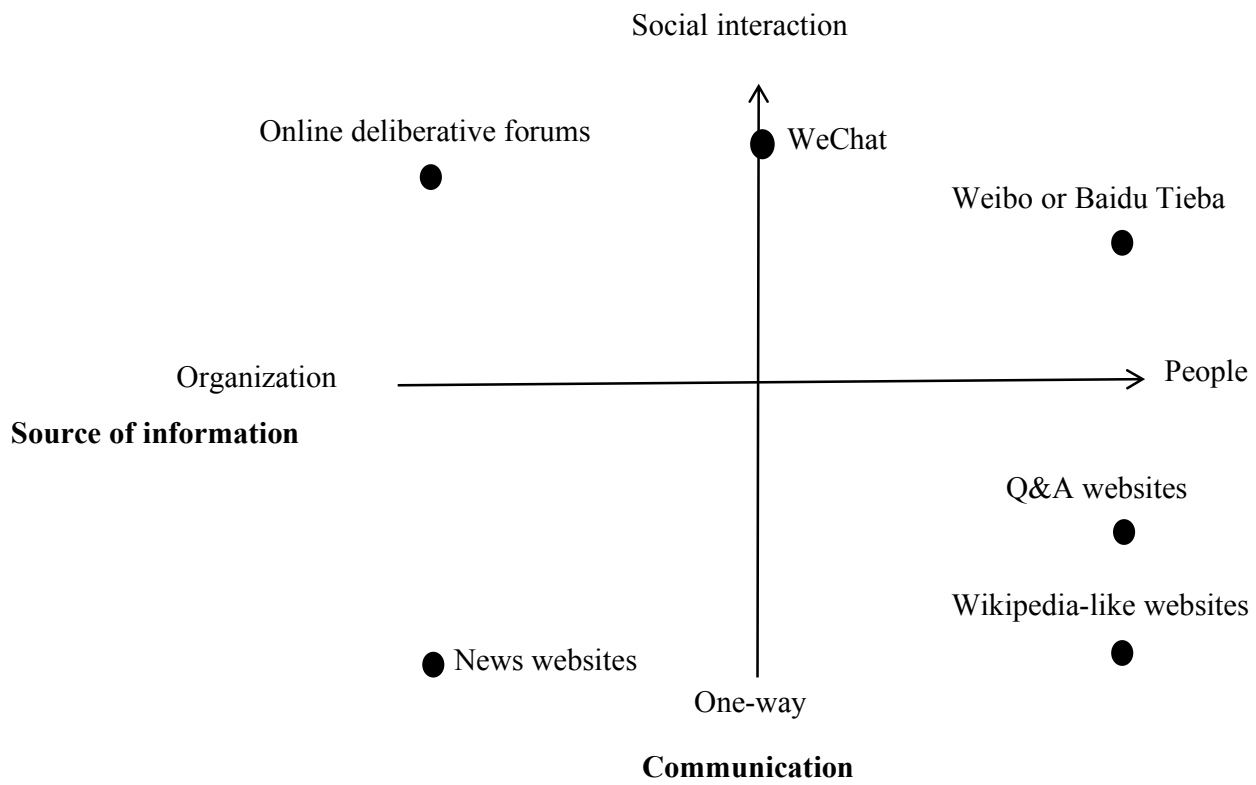 Social interaction
Online deliberative forums
WeChat
Weibo or Baidu Tieba
Organization
People
Source of information
Q&A websites
Wikipedia-like websites
News websites
One-way
Communication